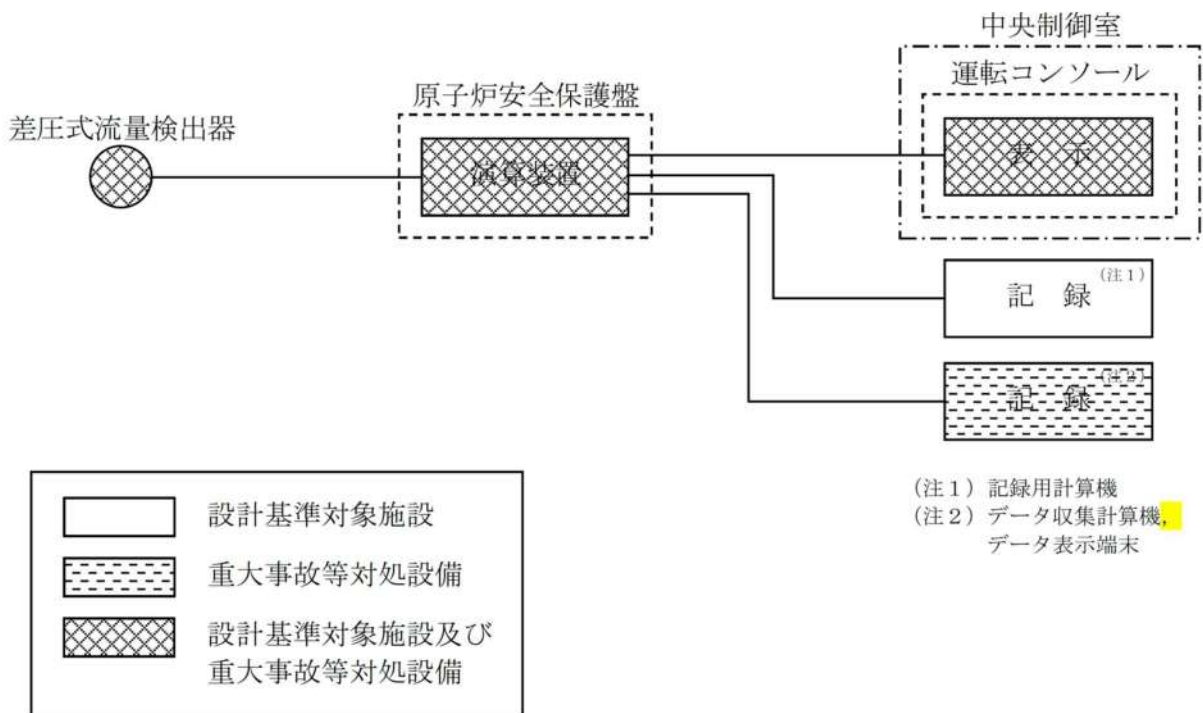 中央制御室
運転コンソール
原子炉安全保護盤
差圧式流量検出器
演算装置
表 示
記 録 (注1)
記 録 (注2)
(注1) 記録用計算機
(注2) データ収集計算機,
データ表示端末
設計基準対象施設
重大事故等対処設備
設計基準対象施設及び
重大事故等対処設備